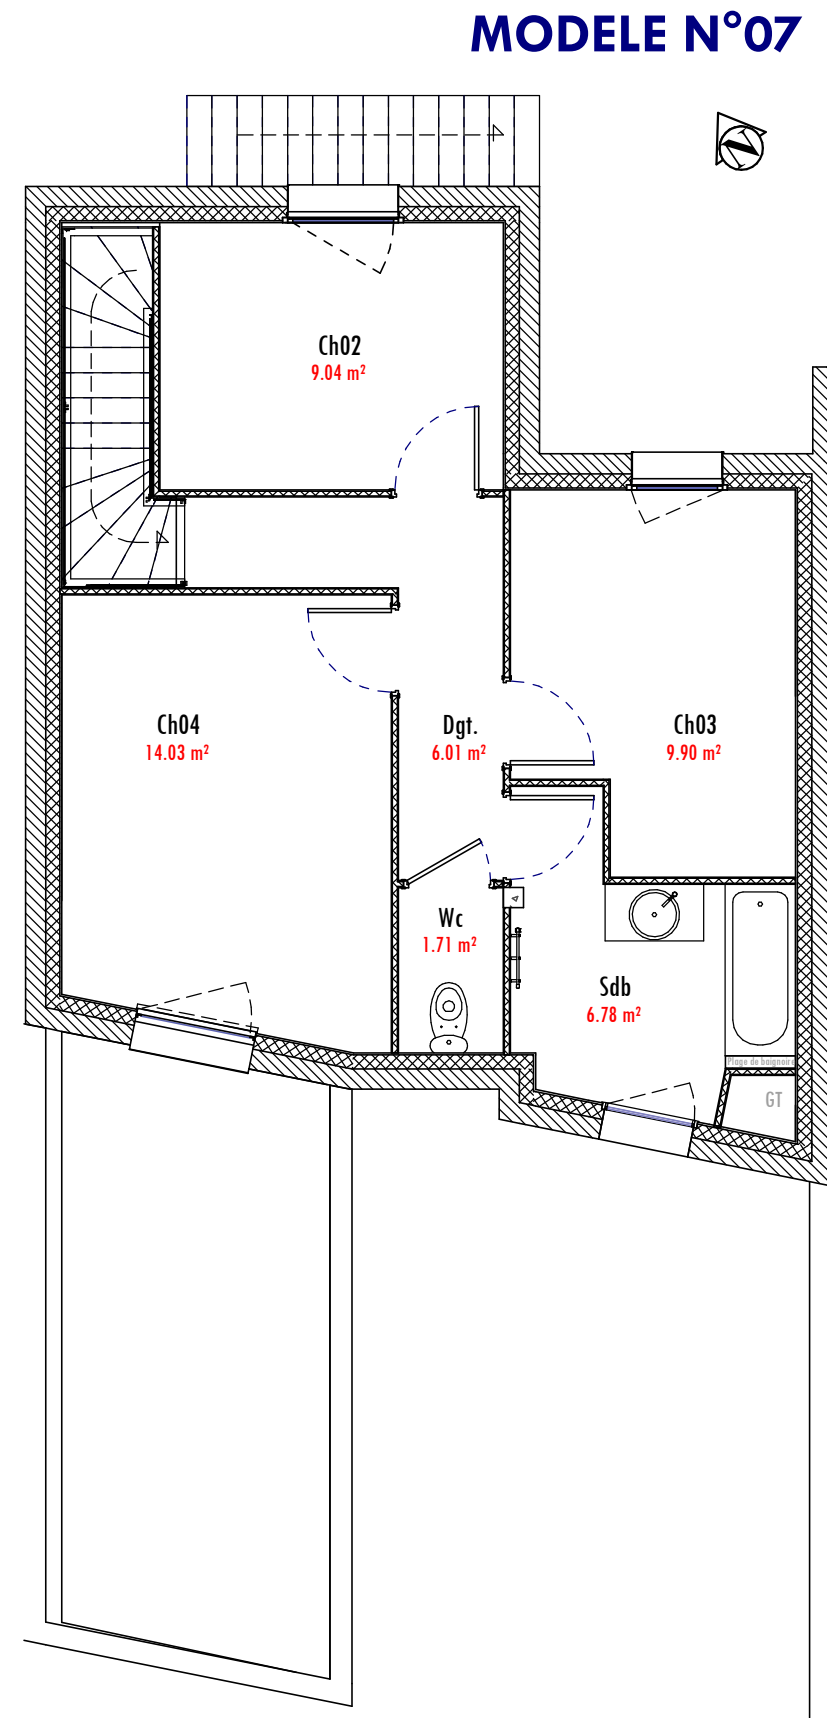 MODELE N°07
N
Ch02
9.04 m²
Ch04
14.03 m²
Dgt.
6.01 m²
Ch03
9.90 m²
Wc
1.71 m²
Sdb
6.78 m²
Plage de baignoire
GT